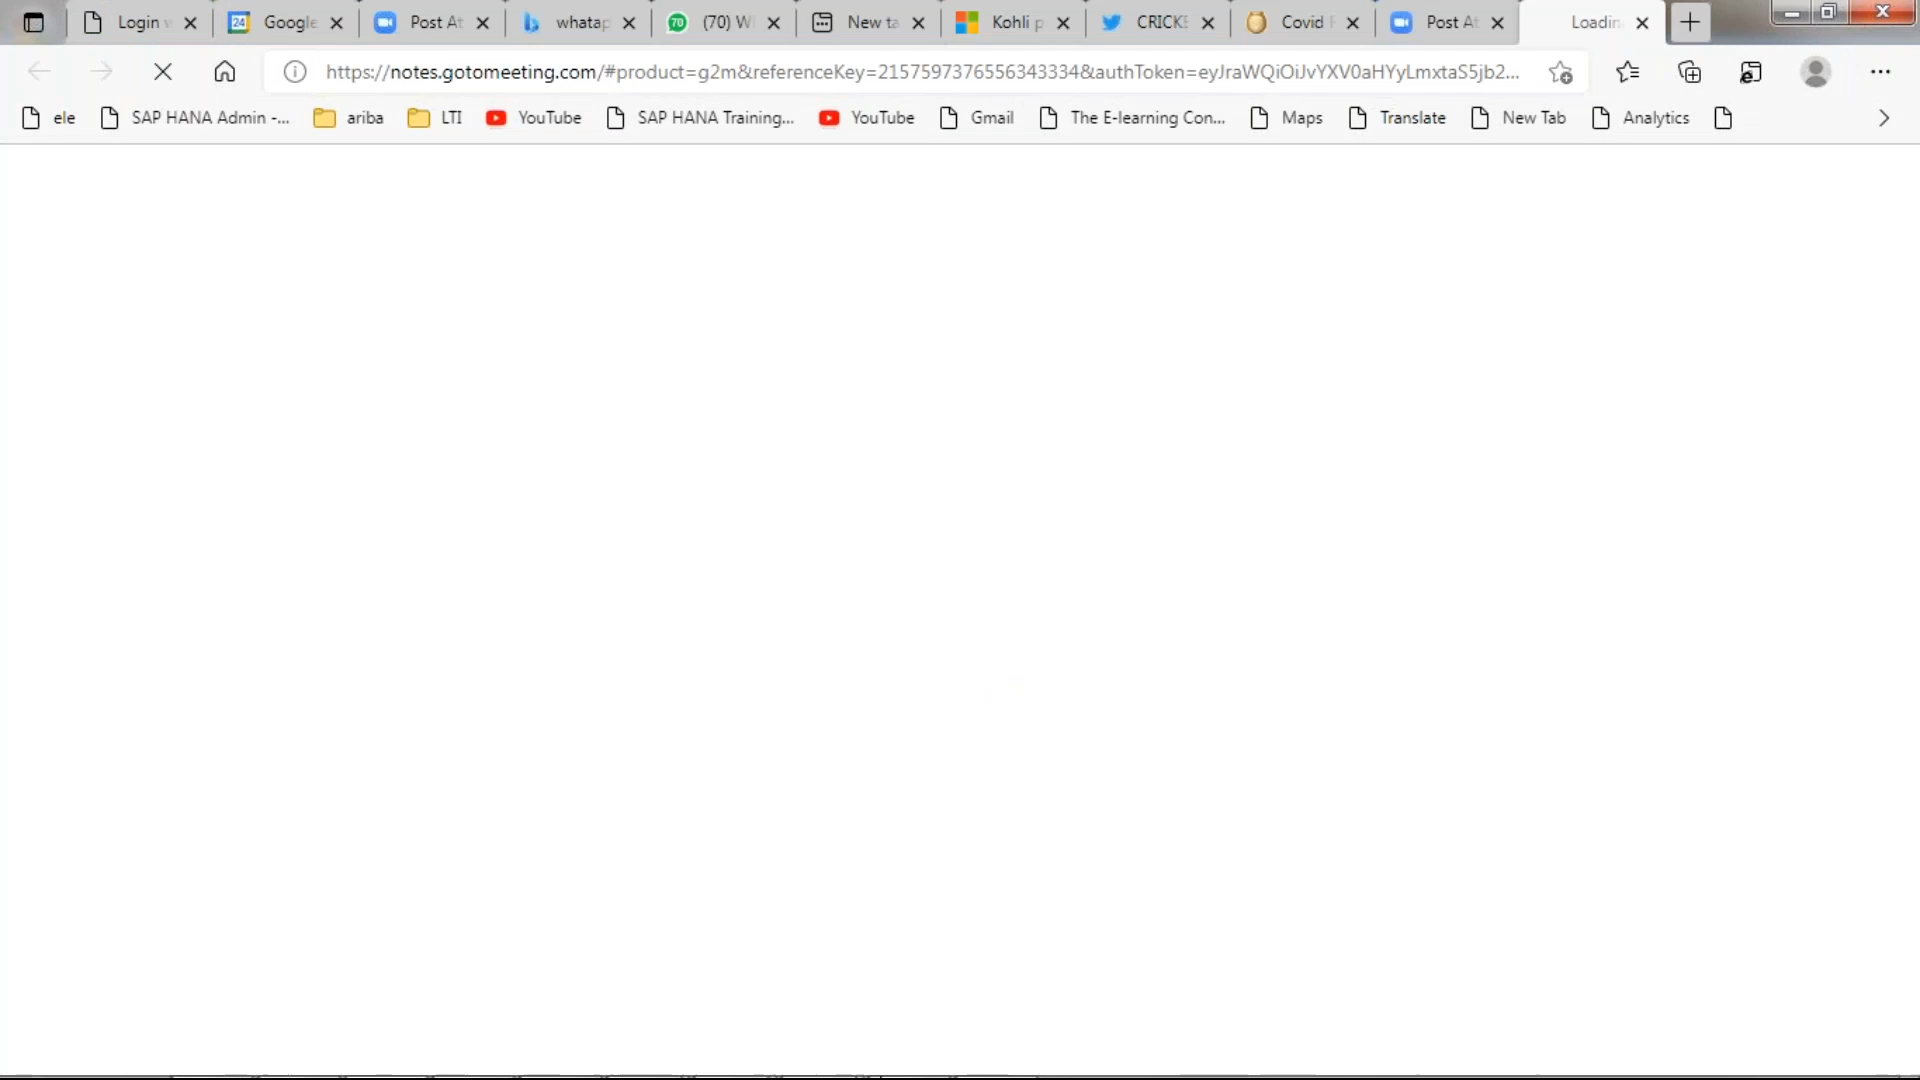 Login Google Post At whatap (70) W New ta Kohli p CRICKE Covid Post At Loadin
https://notes.gotomeeting.com/#product=g2m&referenceKey=2157597376556343334&authToken=eyJraWQiOiJvYXV0aHYyLmxtaS5jb2...
ele SAP HANA Admin -... ariba LTI YouTube SAP HANA Training... YouTube Gmail The E-learning Con... Maps Translate New Tab Analytics